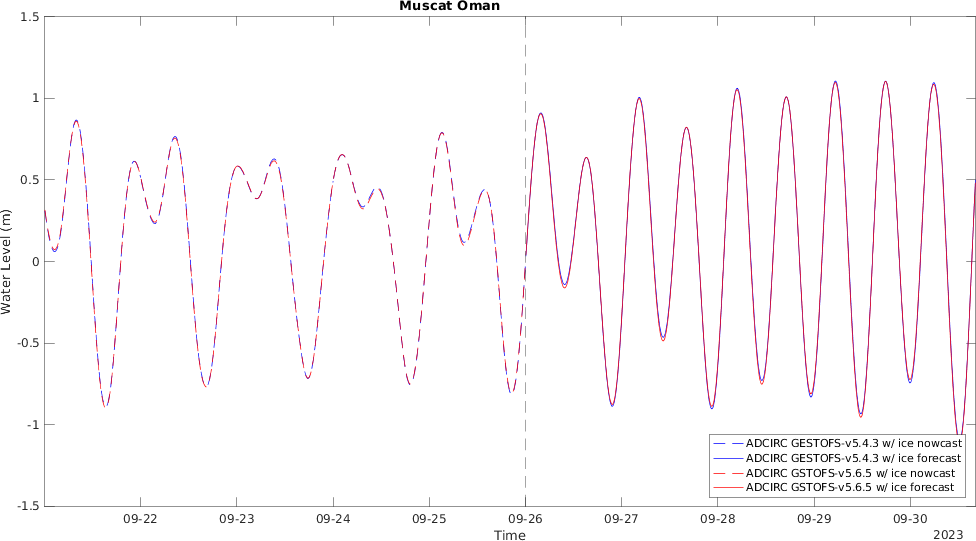 Muscat Oman
1.5
1
0.5
0
-0.5
-1
-1.5
Water Level (m)
ADCIRC GESTOFS-v5.4.3 w/ ice nowcast
ADCIRC GESTOFS-v5.4.3 w/ ice forecast
ADCIRC GSTOFS-v5.6.5 w/ ice nowcast
ADCIRC GSTOFS-v5.6.5 w/ ice forecast
09-22 09-23 09-24 09-25 09-26 09-27 09-28 09-29 09-30
Time
2023